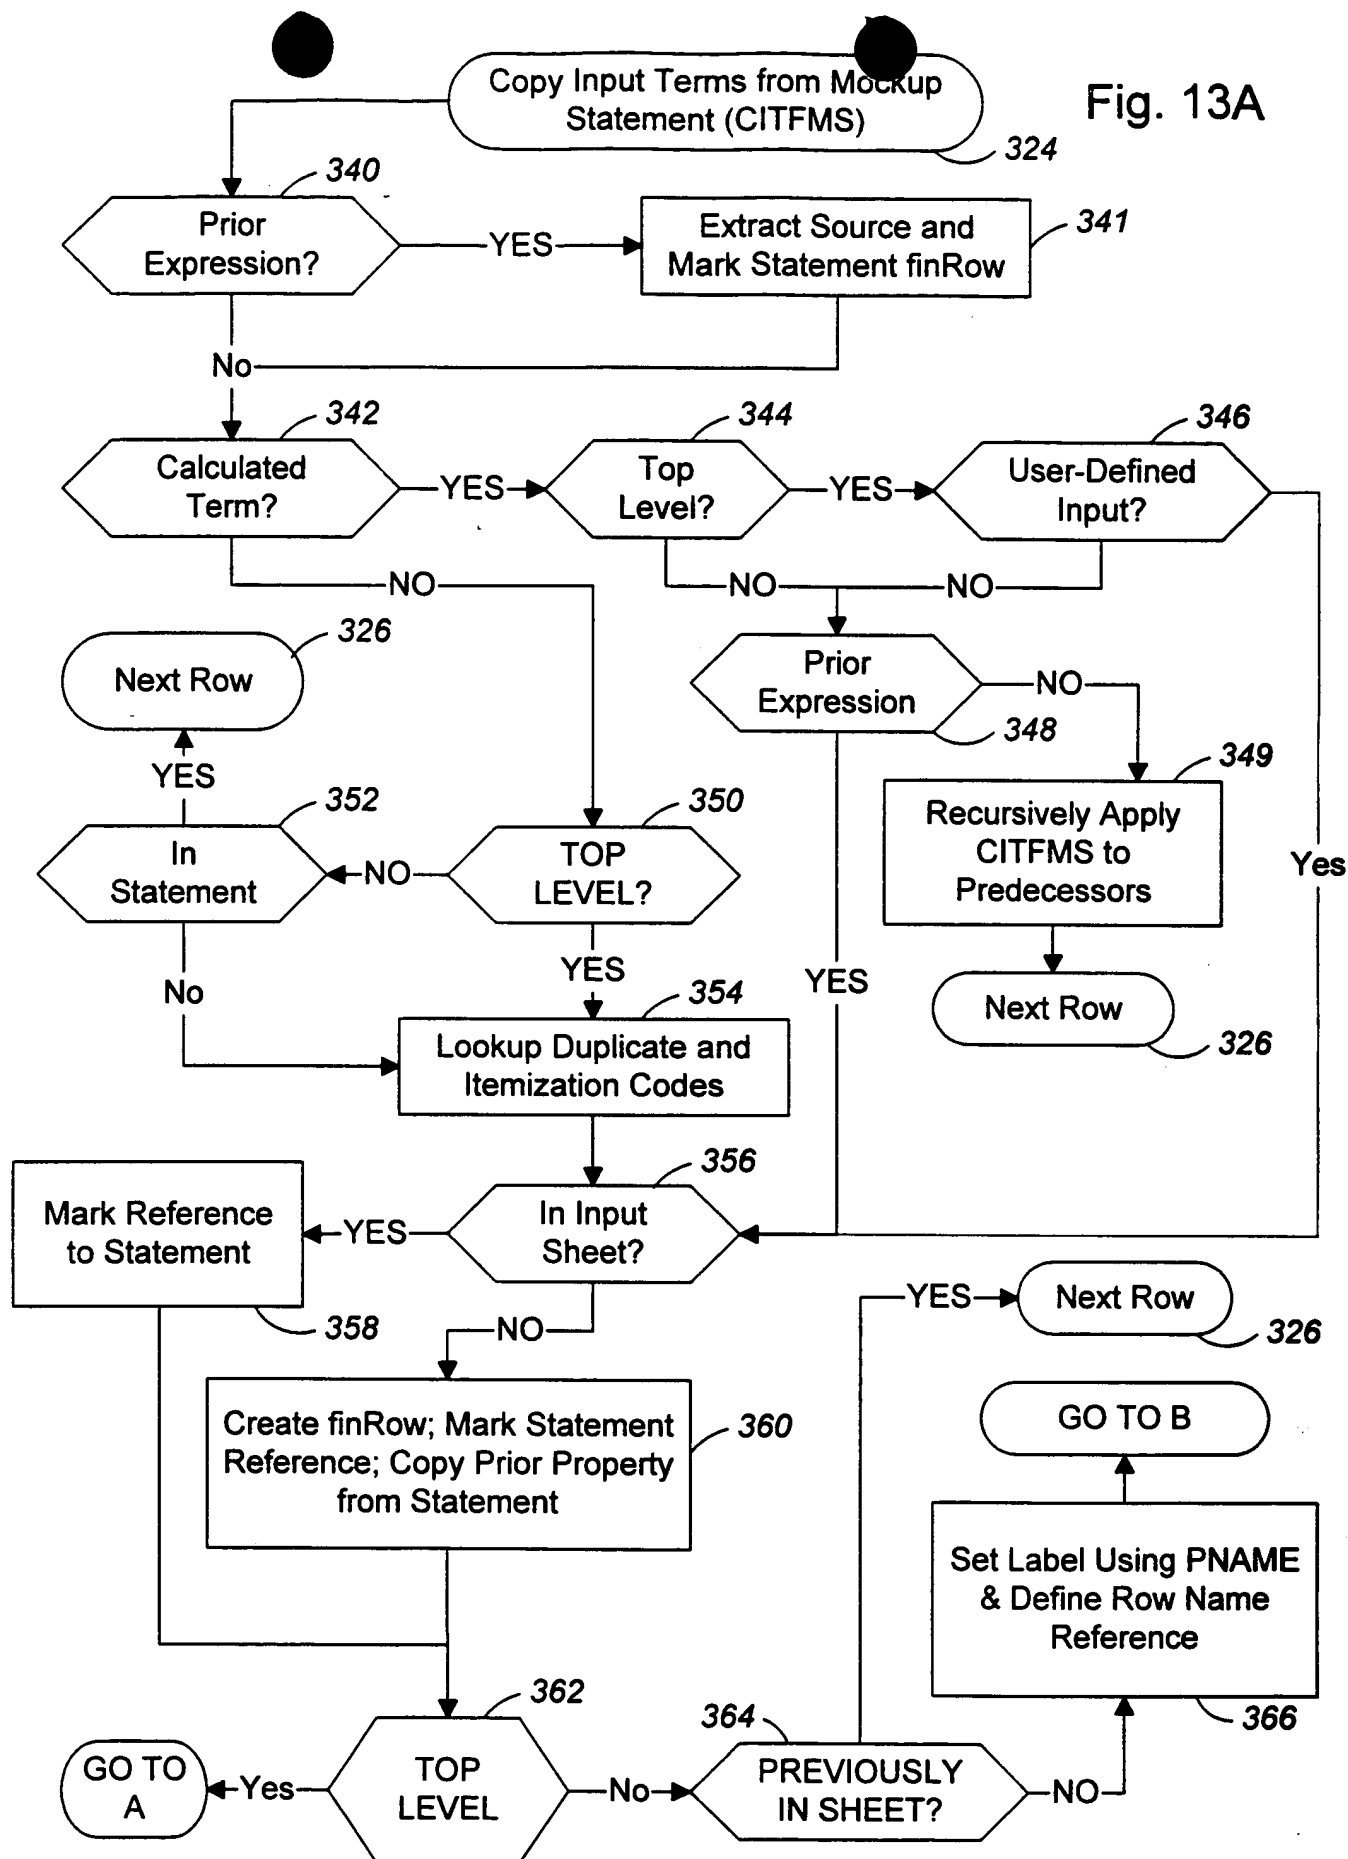 Copy Input Terms from Mockup
Statement (CITFMS)
Fig. 13A
324
340
Prior
Expression?
YES
Extract Source and
Mark Statement finRow
341
No
342
Calculated
Term?
YES
344
Top
Level?
YES
346
User-Defined
Input?
NO
NO
NO
326
Next Row
Prior
Expression
NO
348
YES
349
352
350
Recursively Apply
CITFMS to
Predecessors
In
Statement
NO
TOP
LEVEL?
Yes
YES
YES
No
354
Next Row
326
Lookup Duplicate and
Itemization Codes
356
Mark Reference
to Statement
YES
In Input
Sheet?
358
NO
YES
Next Row
326
Create finRow; Mark Statement
Reference; Copy Prior Property
from Statement
360
GO TO B
Set Label Using PNAME
& Define Row Name
Reference
362
364
366
GO TO
A
Yes
TOP
LEVEL
No
PREVIOUSLY
IN SHEET?
NO